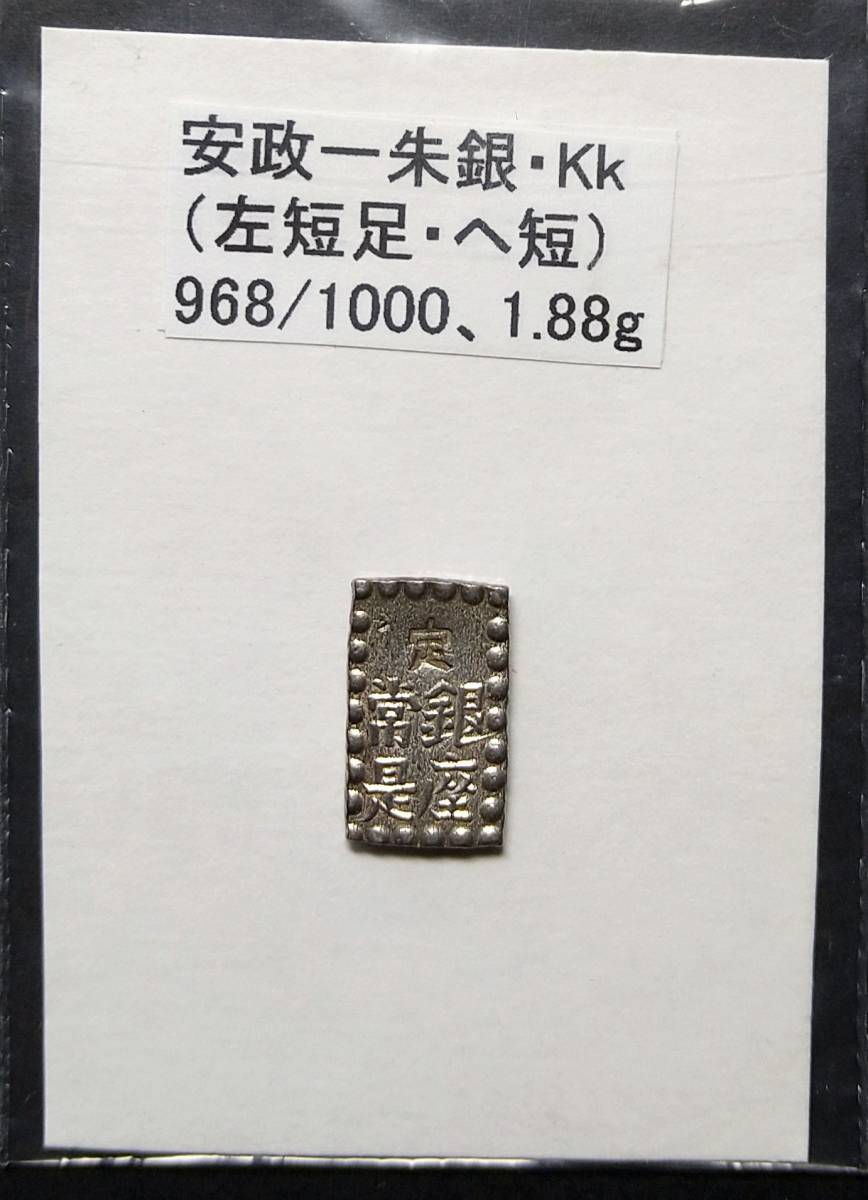 安政一朱銀・Kk
(左短足・ヘ短)
968/1000、1.88g
定
銀座
常是